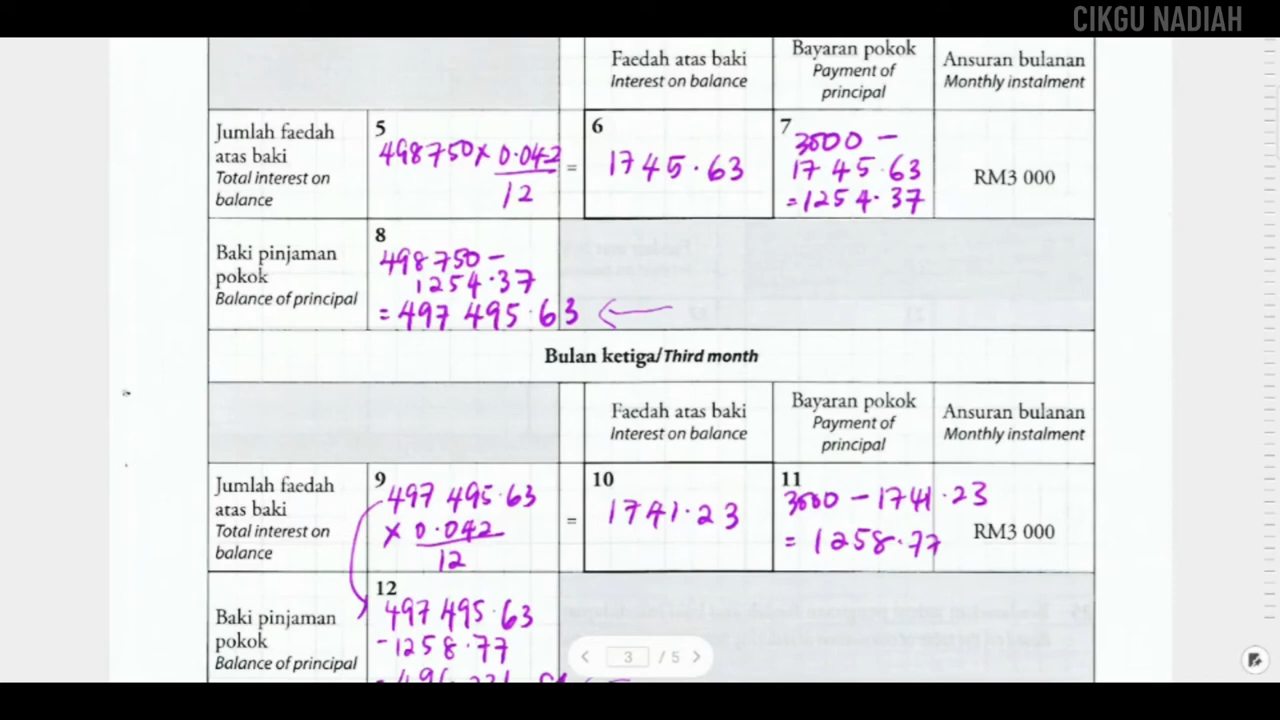 CIKGU NADIAH
Faedah atas baki
Interest on balance
Bayaran pokok
Payment of
principal
Ansuran bulanan
Monthly instalment
Jumlah faedah
atas baki
Total interest on
balance
5
498750 × 0.042
12
=
6
1745.63
7
3000 -
1745.63
= 1254.37
RM3 000
Baki pinjaman
pokok
Balance of principal
8
498750 -
1254.37
= 497 495.63
Bulan ketiga/Third month
Faedah atas baki
Interest on balance
Bayaran pokok
Payment of
principal
Ansuran bulanan
Monthly instalment
Jumlah faedah
atas baki
Total interest on
balance
9
497 495.63
× 0.042
12
=
10
1741.23
11
3000 - 1741.23
= 1258.77
RM3 000
Baki pinjaman
pokok
Balance of principal
12
497 495.63
- 1258.77
3 / 5